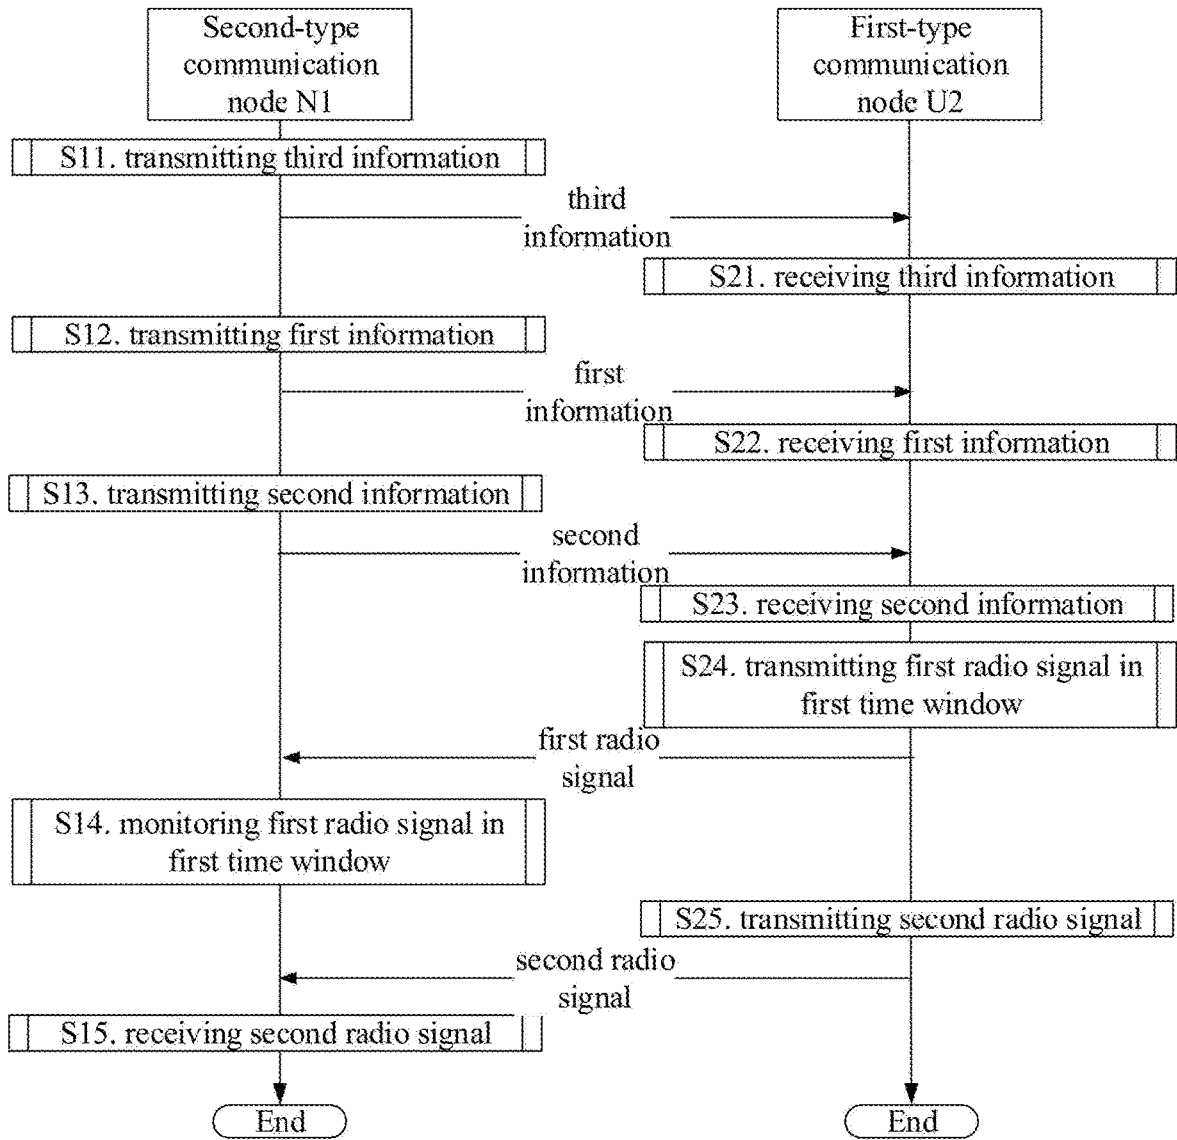 Second-type
communication
node N1
First-type
communication
node U2
S11. transmitting third information
third
information
S21. receiving third information
S12. transmitting first information
first
information
S22. receiving first information
S13. transmitting second information
second
information
S23. receiving second information
S24. transmitting first radio signal in
first time window
first radio
signal
S14. monitoring first radio signal in
first time window
S25. transmitting second radio signal
second radio
signal
S15. receiving second radio signal
End
End